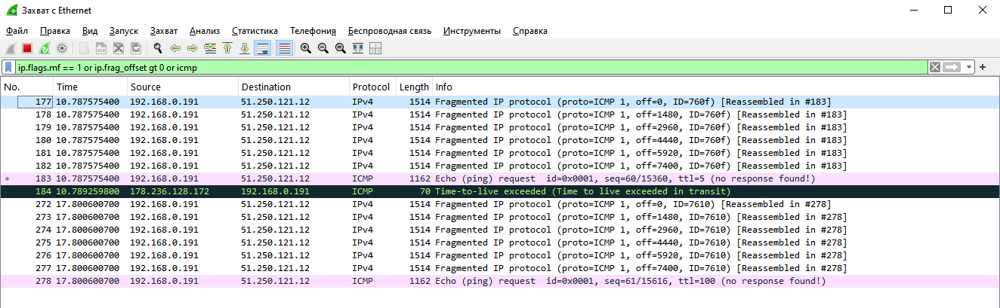 Захват с Ethernet
Файл Правка Вид Запуск Захват Анализ Статистика Телефония Беспроводная связь Инструменты Справка
ip.flags.mf == 1 or ip.frag_offset gt 0 or icmp
No. Time Source Destination Protocol Length Info
177 10.787575400 192.168.0.191 51.250.121.12 IPv4 1514 Fragmented IP protocol (proto=ICMP 1, off=0, ID=760f) [Reassembled in #183]
178 10.787575400 192.168.0.191 51.250.121.12 IPv4 1514 Fragmented IP protocol (proto=ICMP 1, off=1480, ID=760f) [Reassembled in #183]
179 10.787575400 192.168.0.191 51.250.121.12 IPv4 1514 Fragmented IP protocol (proto=ICMP 1, off=2960, ID=760f) [Reassembled in #183]
180 10.787575400 192.168.0.191 51.250.121.12 IPv4 1514 Fragmented IP protocol (proto=ICMP 1, off=4440, ID=760f) [Reassembled in #183]
181 10.787575400 192.168.0.191 51.250.121.12 IPv4 1514 Fragmented IP protocol (proto=ICMP 1, off=5920, ID=760f) [Reassembled in #183]
182 10.787575400 192.168.0.191 51.250.121.12 IPv4 1514 Fragmented IP protocol (proto=ICMP 1, off=7400, ID=760f) [Reassembled in #183]
183 10.787575400 192.168.0.191 51.250.121.12 ICMP 1162 Echo (ping) request id=0x0001, seq=60/15360, ttl=5 (no response found!)
184 10.789259800 178.236.128.172 192.168.0.191 ICMP 70 Time-to-live exceeded (Time to live exceeded in transit)
272 17.800600700 192.168.0.191 51.250.121.12 IPv4 1514 Fragmented IP protocol (proto=ICMP 1, off=0, ID=7610) [Reassembled in #278]
273 17.800600700 192.168.0.191 51.250.121.12 IPv4 1514 Fragmented IP protocol (proto=ICMP 1, off=1480, ID=7610) [Reassembled in #278]
274 17.800600700 192.168.0.191 51.250.121.12 IPv4 1514 Fragmented IP protocol (proto=ICMP 1, off=2960, ID=7610) [Reassembled in #278]
275 17.800600700 192.168.0.191 51.250.121.12 IPv4 1514 Fragmented IP protocol (proto=ICMP 1, off=4440, ID=7610) [Reassembled in #278]
276 17.800600700 192.168.0.191 51.250.121.12 IPv4 1514 Fragmented IP protocol (proto=ICMP 1, off=5920, ID=7610) [Reassembled in #278]
277 17.800600700 192.168.0.191 51.250.121.12 IPv4 1514 Fragmented IP protocol (proto=ICMP 1, off=7400, ID=7610) [Reassembled in #278]
278 17.800600700 192.168.0.191 51.250.121.12 ICMP 1162 Echo (ping) request id=0x0001, seq=61/15616, ttl=100 (no response found!)